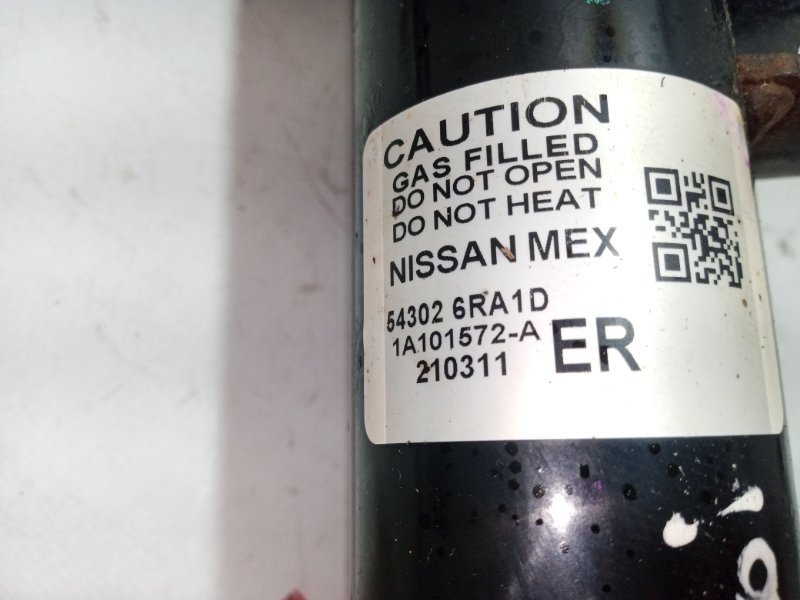 CAUTION
GAS FILLED
DO NOT OPEN
DO NOT HEAT
NISSAN MEX
54302 6RA1D
1A101572-A
ER
210311